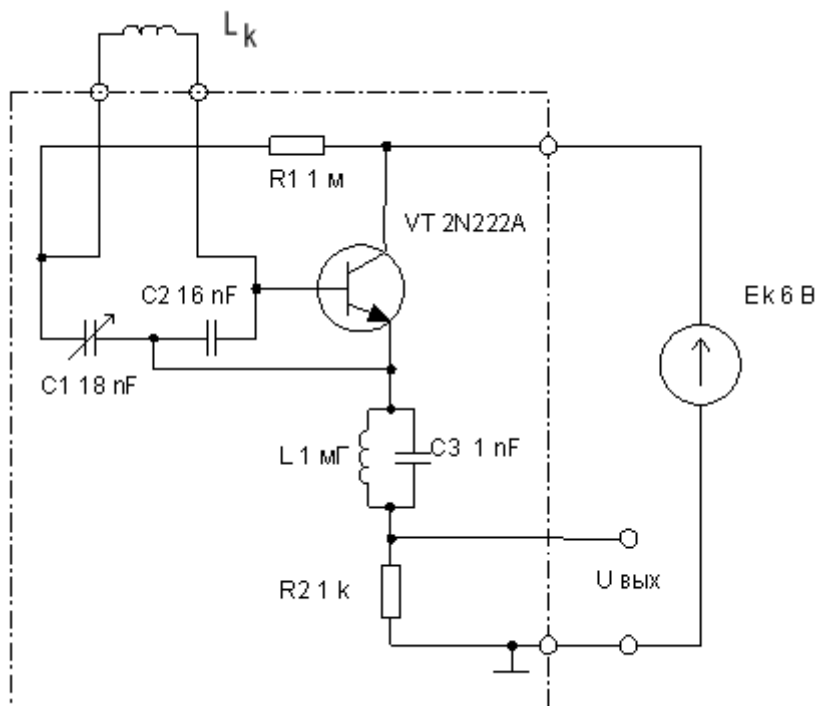 L k
R1 1 м
VT 2N222A
C2 16 nF
Ek 6 В
C1 18 nF
L 1 мГ
C3 1 nF
U вых
R2 1 k